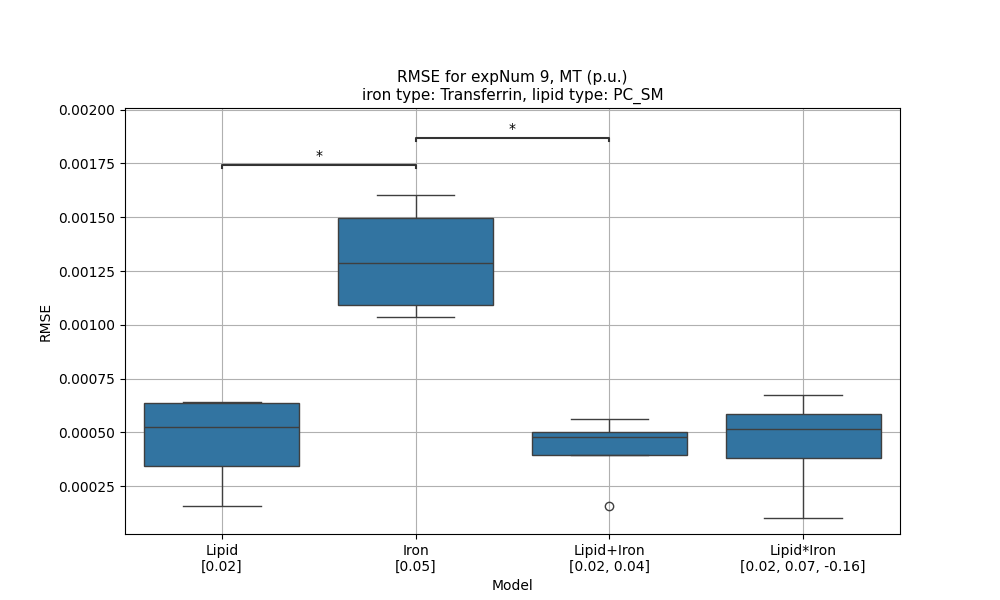 RMSE for expNum 9, MT (p.u.)
iron type: Transferrin, lipid type: PC_SM
0.00200
0.00175
0.00150
0.00125
0.00100
0.00075
0.00050
0.00025
RMSE
*
*
Lipid
[0.02]
Iron
[0.05]
Lipid+Iron
[0.02, 0.04]
Lipid*Iron
[0.02, 0.07, -0.16]
Model